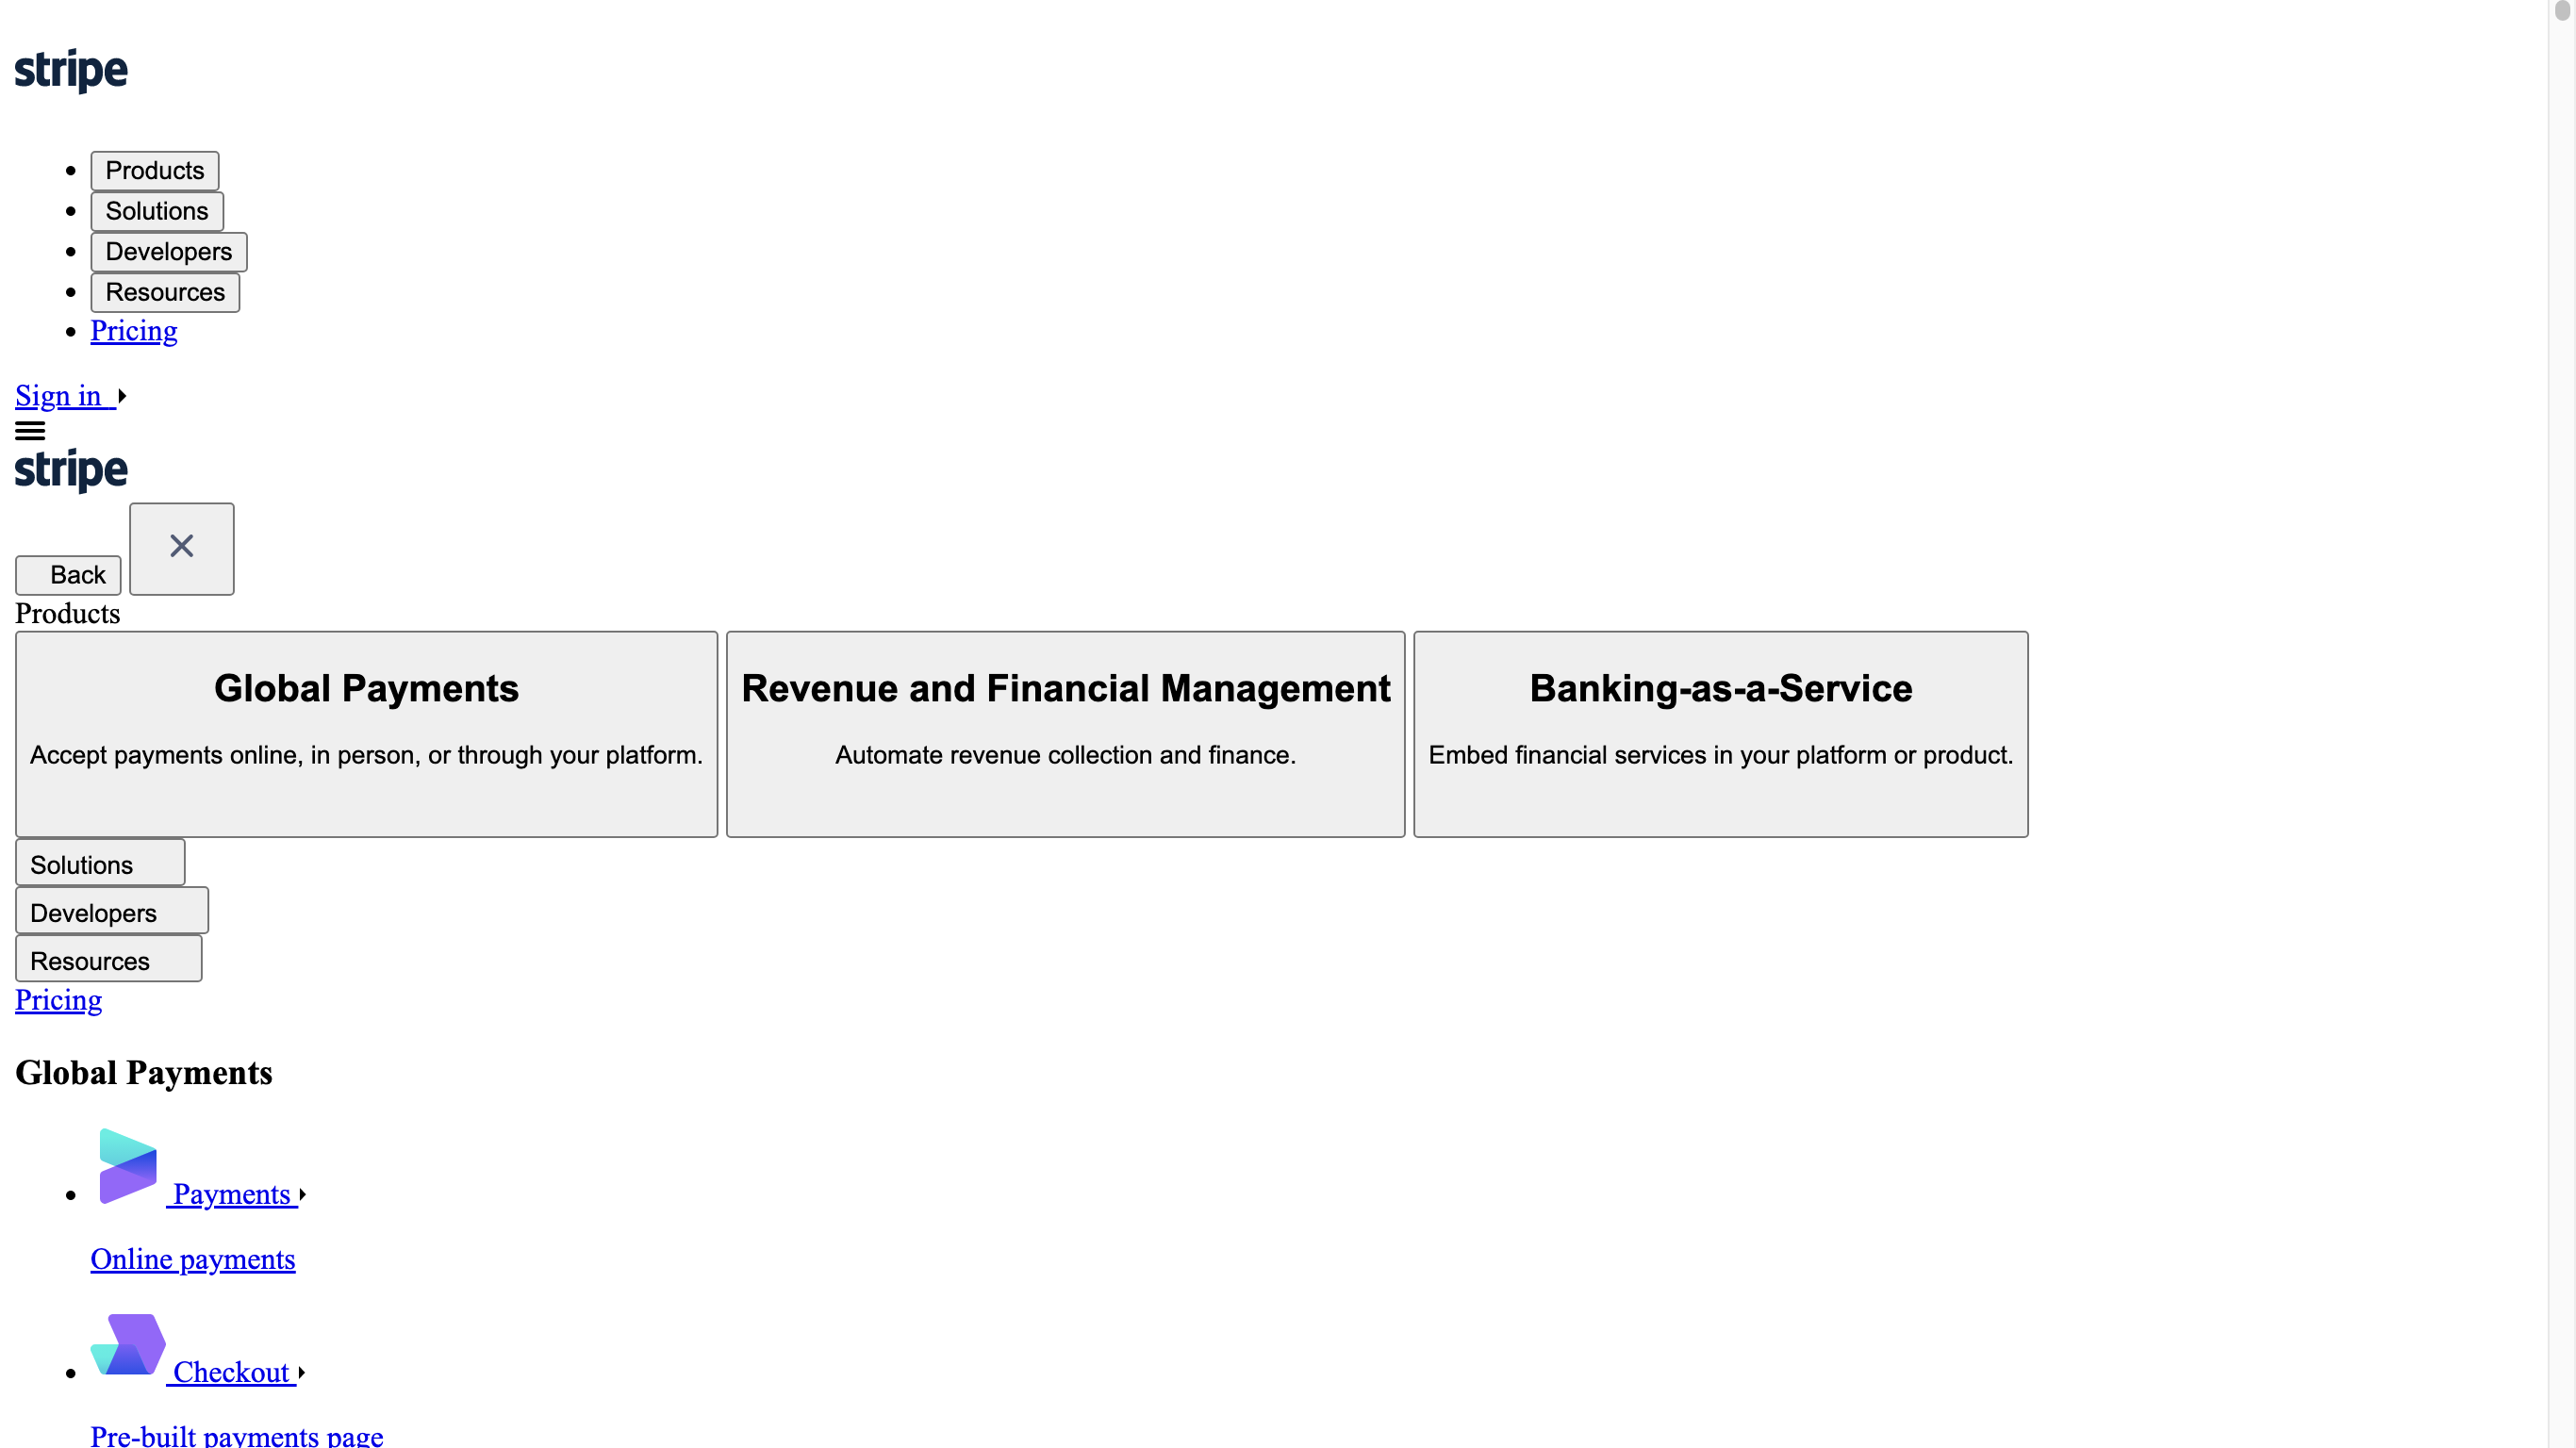 stripe
Products
Solutions
Developers
Resources
Pricing
Sign in
stripe
Back
Products
Global Payments
Accept payments online, in person, or through your platform.
Revenue and Financial Management
Automate revenue collection and finance.
Banking-as-a-Service
Embed financial services in your platform or product.
Solutions
Developers
Resources
Pricing
Global Payments
Payments
Online payments
Checkout
Pre-built payments page